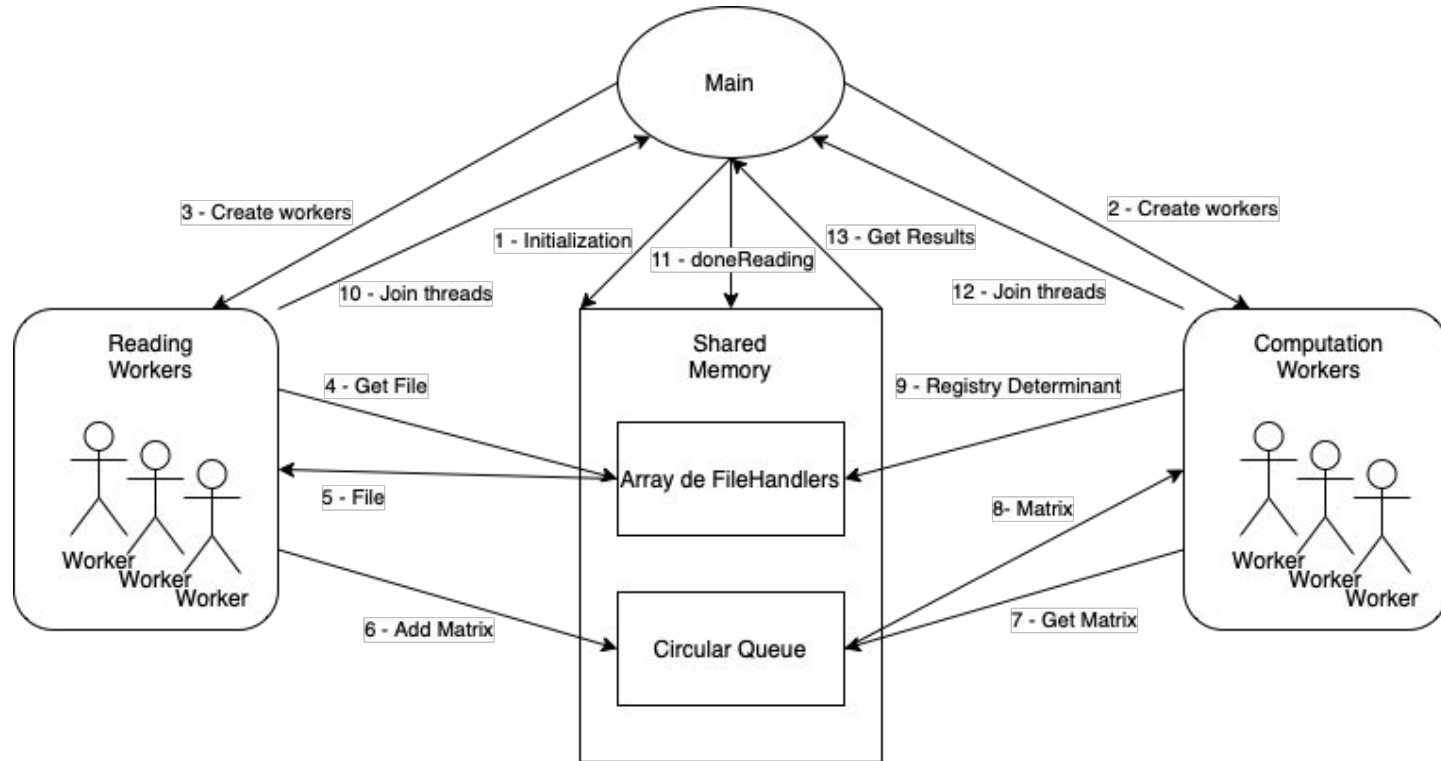 Main
3 - Create workers
2 - Create workers
1 - Initialization
13 - Get Results
11 - doneReading
10 - Join threads
12 - Join threads
Reading
Workers
Shared
Memory
Computation
Workers
4 - Get File
9 - Registry Determinant
Array de FileHandlers
5 - File
8- Matrix
Worker
Worker
Worker
Worker
Worker
Worker
6 - Add Matrix
7 - Get Matrix
Circular Queue